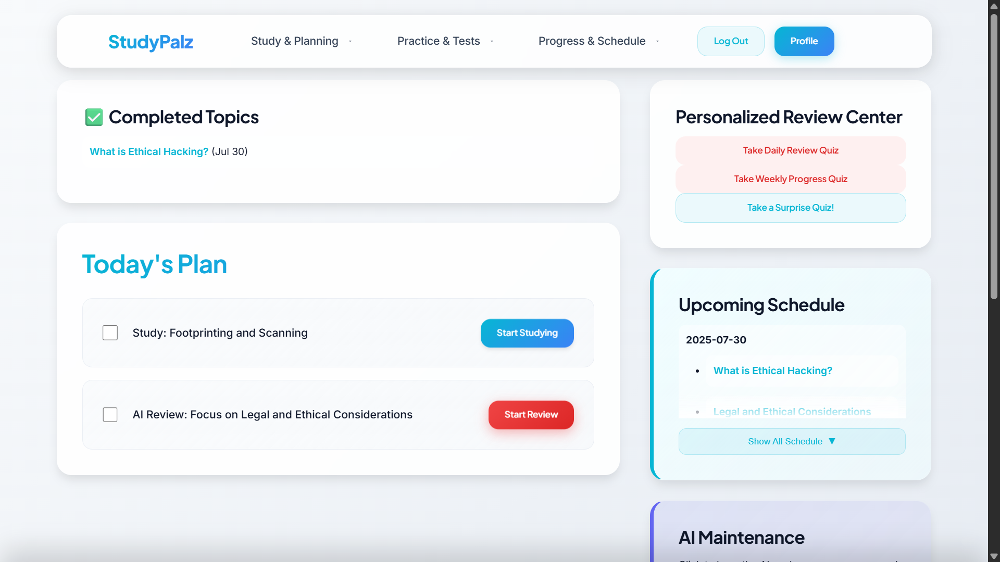 StudyPalz
Study & Planning
Practice & Tests
Progress & Schedule
Log Out
Profile
Completed Topics
What is Ethical Hacking? (Jul 30)
Today's Plan
Study: Footprinting and Scanning
Start Studying
AI Review: Focus on Legal and Ethical Considerations
Start Review
Personalized Review Center
Take Daily Review Quiz
Take Weekly Progress Quiz
Take a Surprise Quiz!
Upcoming Schedule
2025-07-30
• What is Ethical Hacking?
• Legal and Ethical Considerations
Show All Schedule ▼
AI Maintenance